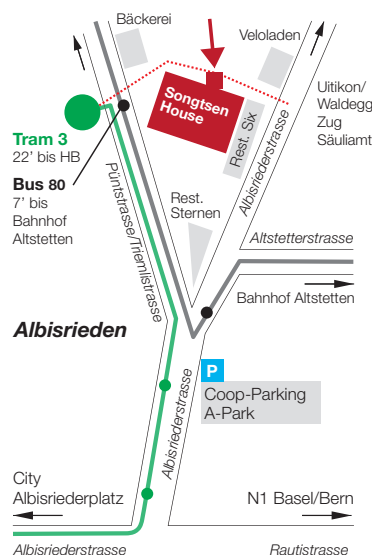 Bäckerei
Veloladen
Songtsen
House
Rest. Six
Albisriederstrasse
Uitikon/
Waldegg
Zug
Säuliamt
Tram 3
22’ bis HB
Bus 80
7’ bis
Bahnhof
Altstetten
Püntstrasse/Triemlistrasse
Rest.
Sternen
Altstetterstrasse
Bahnhof Altstetten
Albisrieden
P
Coop-Parking
A-Park
Albisriederstrasse
City
Albisriederplatz
N1 Basel/Bern
Albisriederstrasse
Rautistrasse